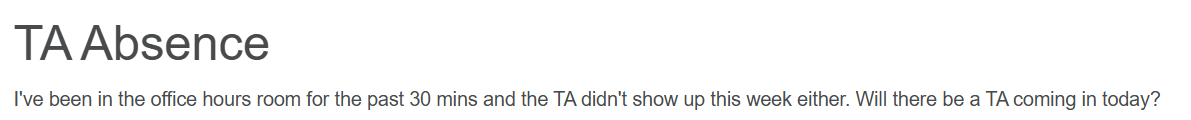 TA Absence
I've been in the office hours room for the past 30 mins and the TA didn't show up this week either. Will there be a TA coming in today?